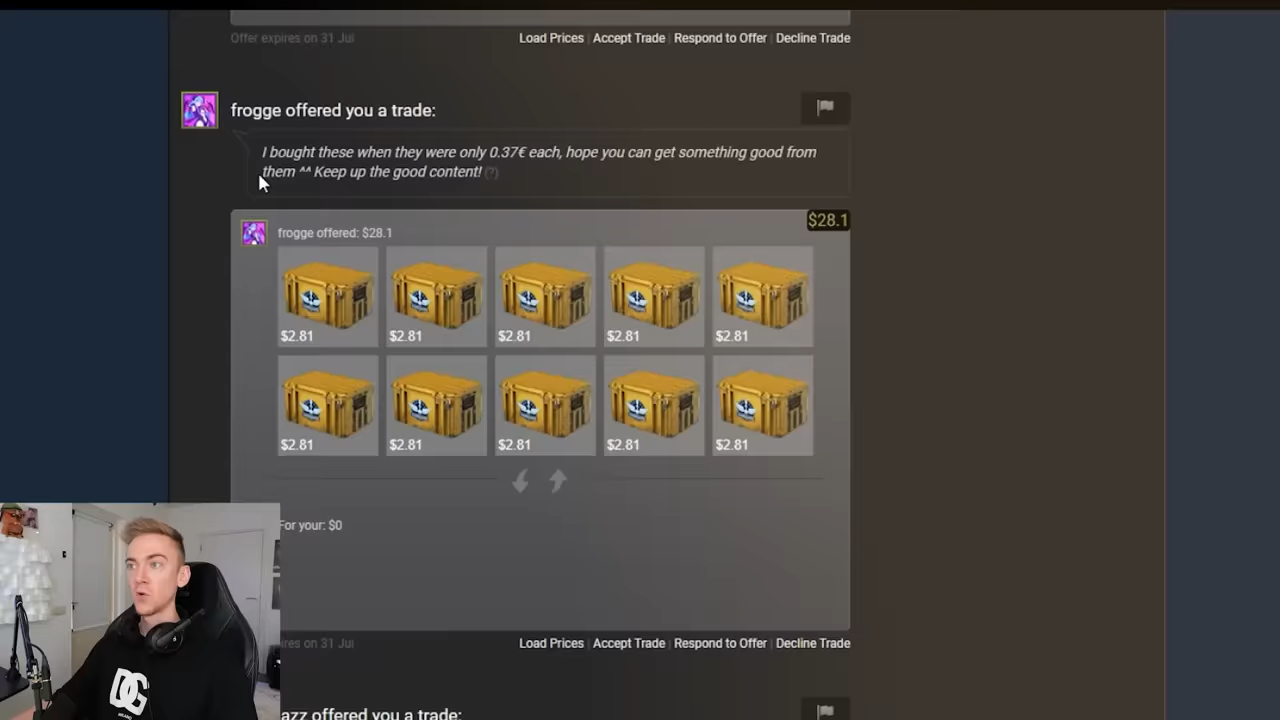 Offer expires on 31 Jul
Load Prices | Accept Trade | Respond to Offer | Decline Trade
frogge offered you a trade:
I bought these when they were only 0.37€ each, hope you can get something good from
them ^^ Keep up the good content! (?)
$28.1
frogge offered: $28.1
$2.81 $2.81 $2.81 $2.81 $2.81
$2.81 $2.81 $2.81 $2.81 $2.81
For your: $0
ires on 31 Jul
Load Prices | Accept Trade | Respond to Offer | Decline Trade
azz offered you a trade:
DG